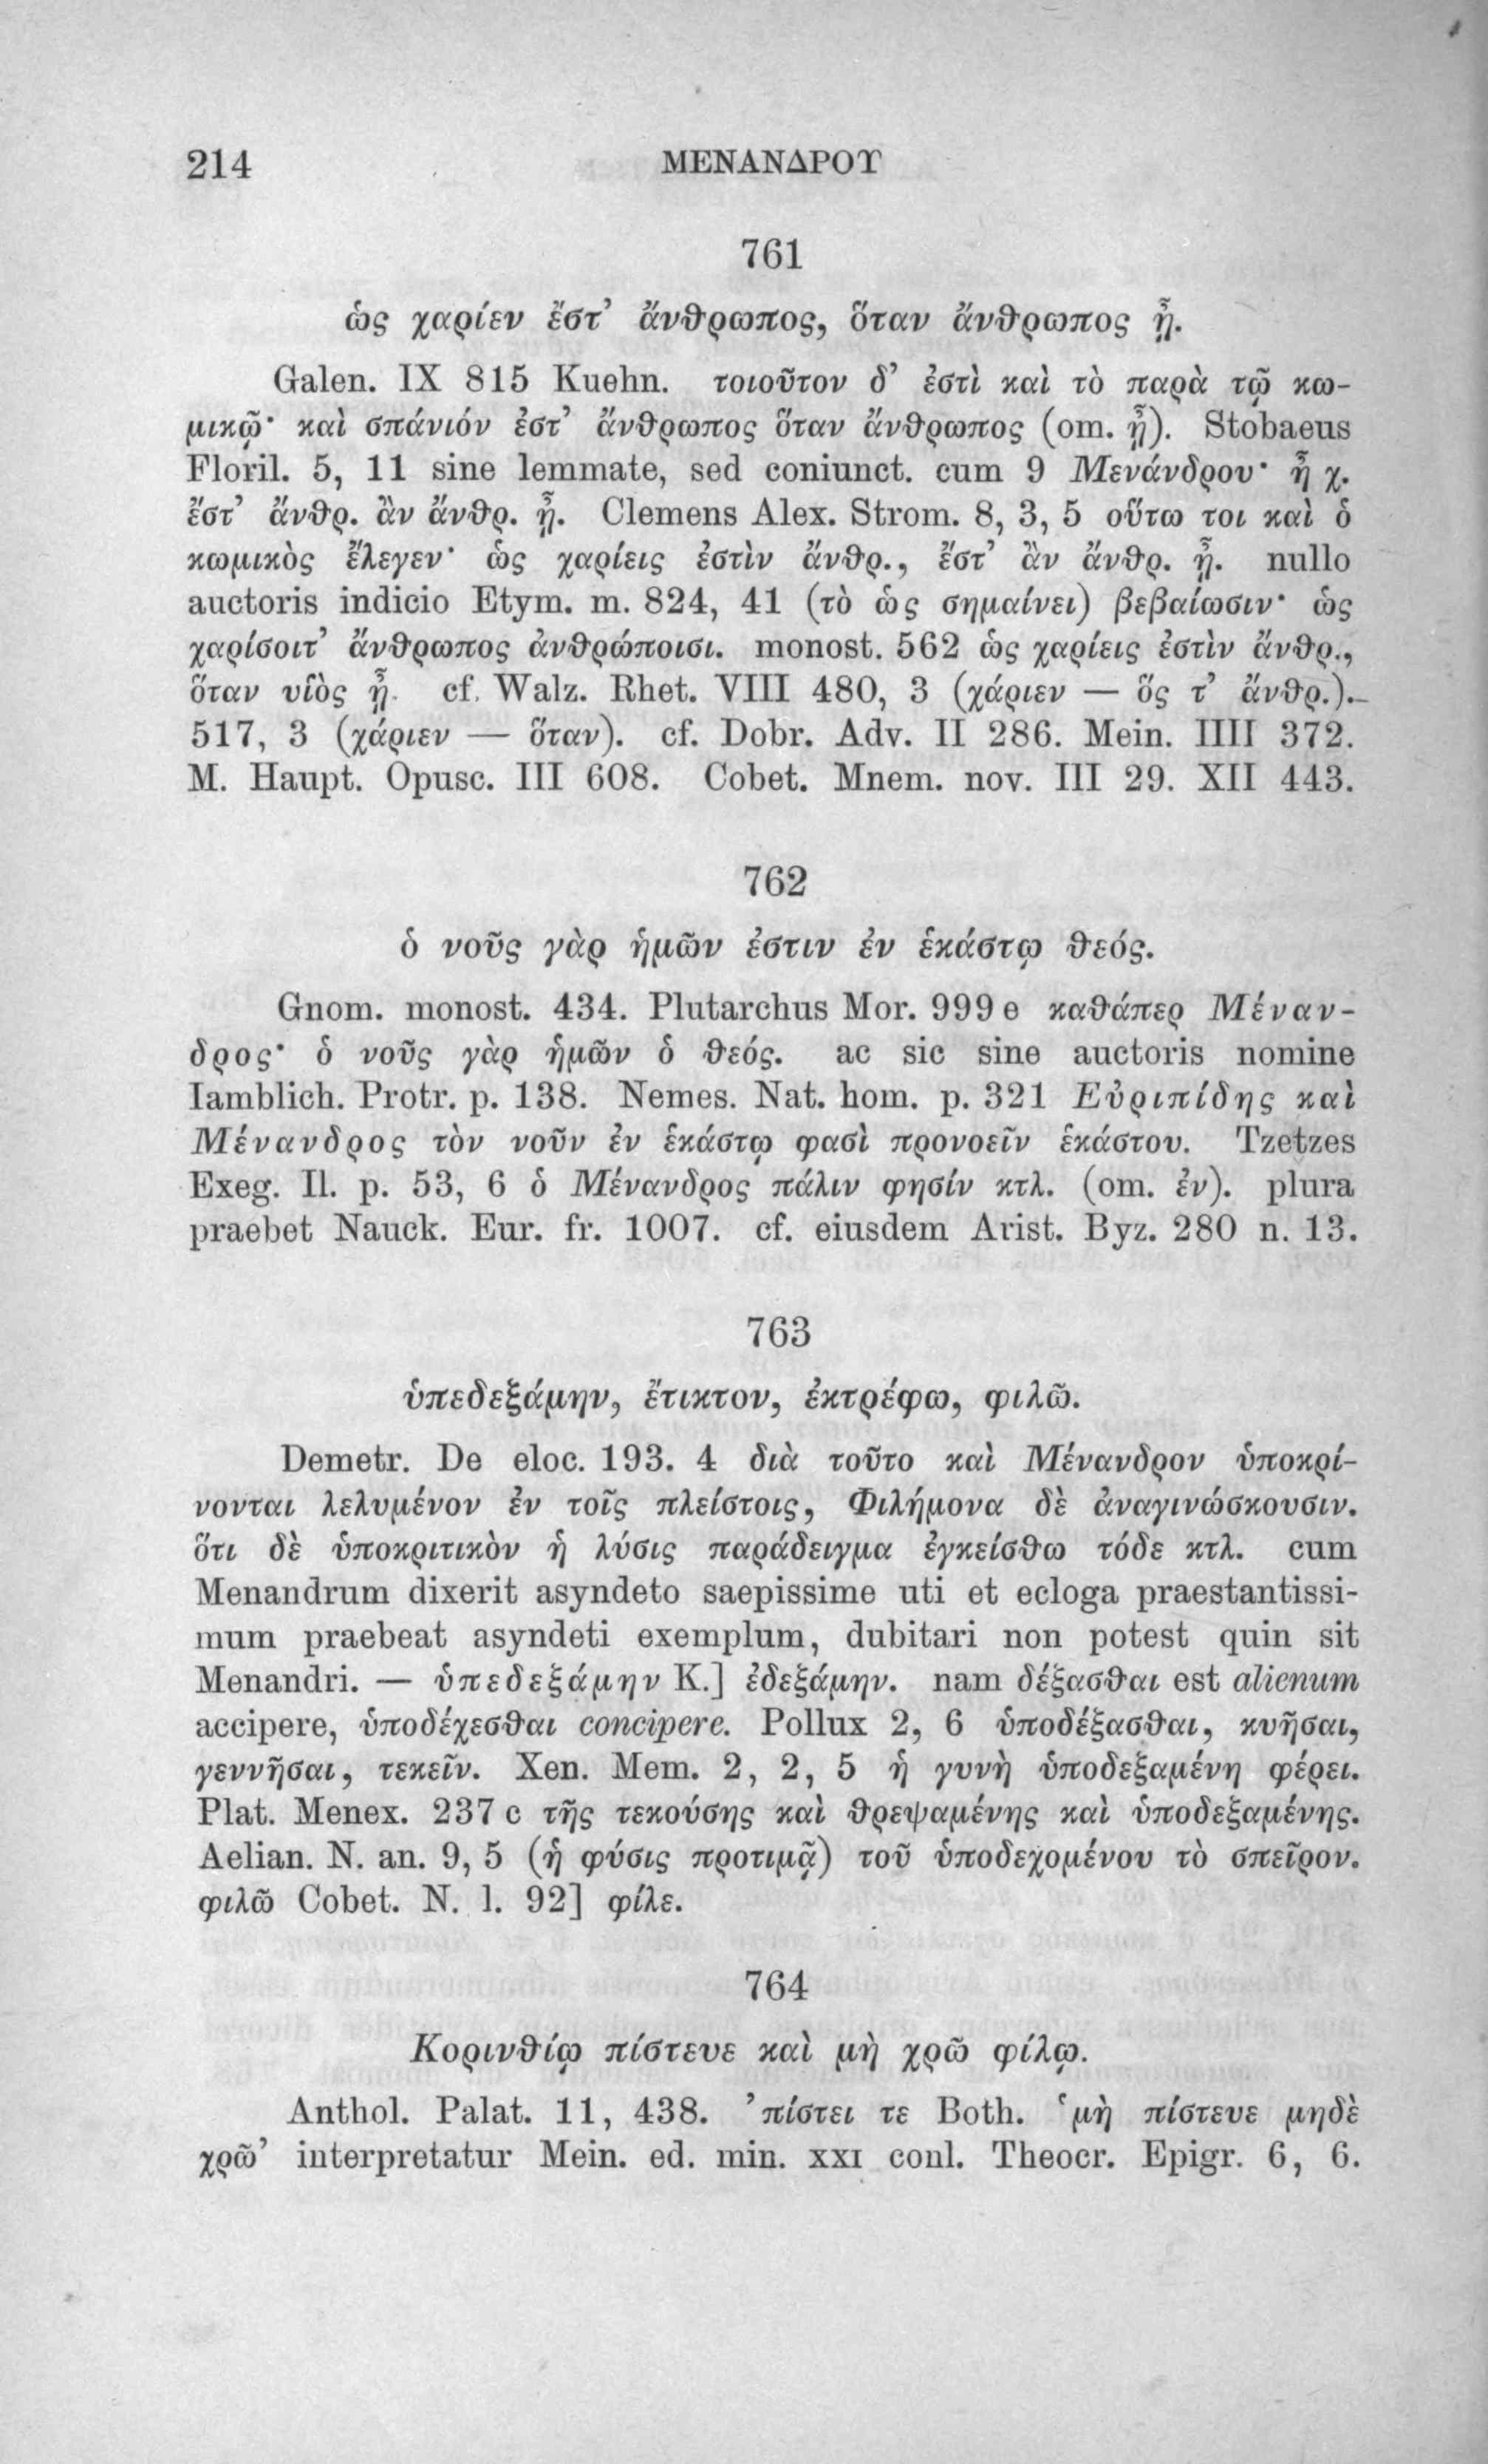 214 ΜΕΝΑΝΔΡΟΥ
761
ὡς χαρίεν ἔστ’ ἄνθρωπος, ὅταν ἄνθρωπος ᾖ.
Galen. IX 815 Kuehn. τοιοῦτον δ’ ἐστὶ καὶ τὸ παρὰ τῷ κω-
μικῷ· καὶ σπάνιόν ἐστ’ ἄνθρωπος ὅταν ἄνθρωπος (om. ᾖ). Stobaeus
Floril. 5, 11 sine lemmate, sed coniunct. cum 9 Μενάνδρου· ἦ χ.
ἔστ’ ἄνθρ. ἂν ἄνθρ. ᾖ. Clemens Alex. Strom. 8, 3, 5 οὕτω τοι καὶ ὁ
κωμικὸς ἔλεγεν· ὡς χαρίεις ἐστὶν ἄνθρ., ἔστ’ ἂν ἄνθρ. ᾖ. nullo
auctoris indicio Etym. m. 824, 41 (τὸ ὡς σημαίνει) βεβαίωσιν· ὡς
χαρίσοιτ’ ἄνθρωπος ἀνθρώποισι. monost. 562 ὡς χαρίεις ἐστὶν ἄνθρ.,
ὅταν υἱὸς ᾖ. cf. Walz. Rhet. VIII 480, 3 (χάριεν — ὅς τ’ ἄνθρ.).
517, 3 (χάριεν — ὅταν). cf. Dobr. Adv. II 286. Mein. IIII 372.
M. Haupt. Opusc. III 608. Cobet. Mnem. nov. III 29. XII 443.
762
ὁ νοῦς γὰρ ἡμῶν ἐστιν ἐν ἑκάστῳ θεός.
Gnom. monost. 434. Plutarchus Mor. 999 e καθάπερ Μέναν-
δρος· ὁ νοῦς γὰρ ἡμῶν ὁ θεός. ac sic sine auctoris nomine
Iamblich. Protr. p. 138. Nemes. Nat. hom. p. 321 Εὐριπίδης καὶ
Μένανδρος τὸν νοῦν ἐν ἑκάστῳ φασὶ προνοεῖν ἑκάστου. Tzetzes
Exeg. Il. p. 53, 6 ὁ Μένανδρος πάλιν φησίν κτλ. (om. ἐν). plura
praebet Nauck. Eur. fr. 1007. cf. eiusdem Arist. Byz. 280 n. 13.
763
ὑπεδεξάμην, ἔτικτον, ἐκτρέφω, φιλῶ.
Demetr. De eloc. 193. 4 διὰ τοῦτο καὶ Μένανδρον ὑποκρί-
νονται λελυμένον ἐν τοῖς πλείστοις, Φιλήμονα δὲ ἀναγινώσκουσιν.
ὅτι δὲ ὑποκριτικὸν ἡ λύσις παράδειγμα ἐγκείσθω τόδε κτλ. cum
Menandrum dixerit asyndeto saepissime uti et ecloga praestantissi-
mum praebeat asyndeti exemplum, dubitari non potest quin sit
Menandri. — ὑπεδεξάμην K.] ἐδεξάμην. nam δέξασθαι est alienum
accipere, ὑποδέχεσθαι concipere. Pollux 2, 6 ὑποδέξασθαι, κυῆσαι,
γεννῆσαι, τεκεῖν. Xen. Mem. 2, 2, 5 ἡ γυνὴ ὑποδεξαμένη φέρει.
Plat. Menex. 237 c τῆς τεκούσης καὶ θρεψαμένης καὶ ὑποδεξαμένης.
Aelian. N. an. 9, 5 (ἡ φύσις προτιμᾷ) τοῦ ὑποδεχομένου τὸ σπεῖρον.
φιλῶ Cobet. N. l. 92] φίλε.
764
Κορινθίῳ πίστευε καὶ μὴ χρῶ φίλῳ.
Anthol. Palat. 11, 438. ’πίστει τε Both. ‘μὴ πίστευε μηδὲ
χρῶ’ interpretatur Mein. ed. min. XXI conl. Theocr. Epigr. 6, 6.